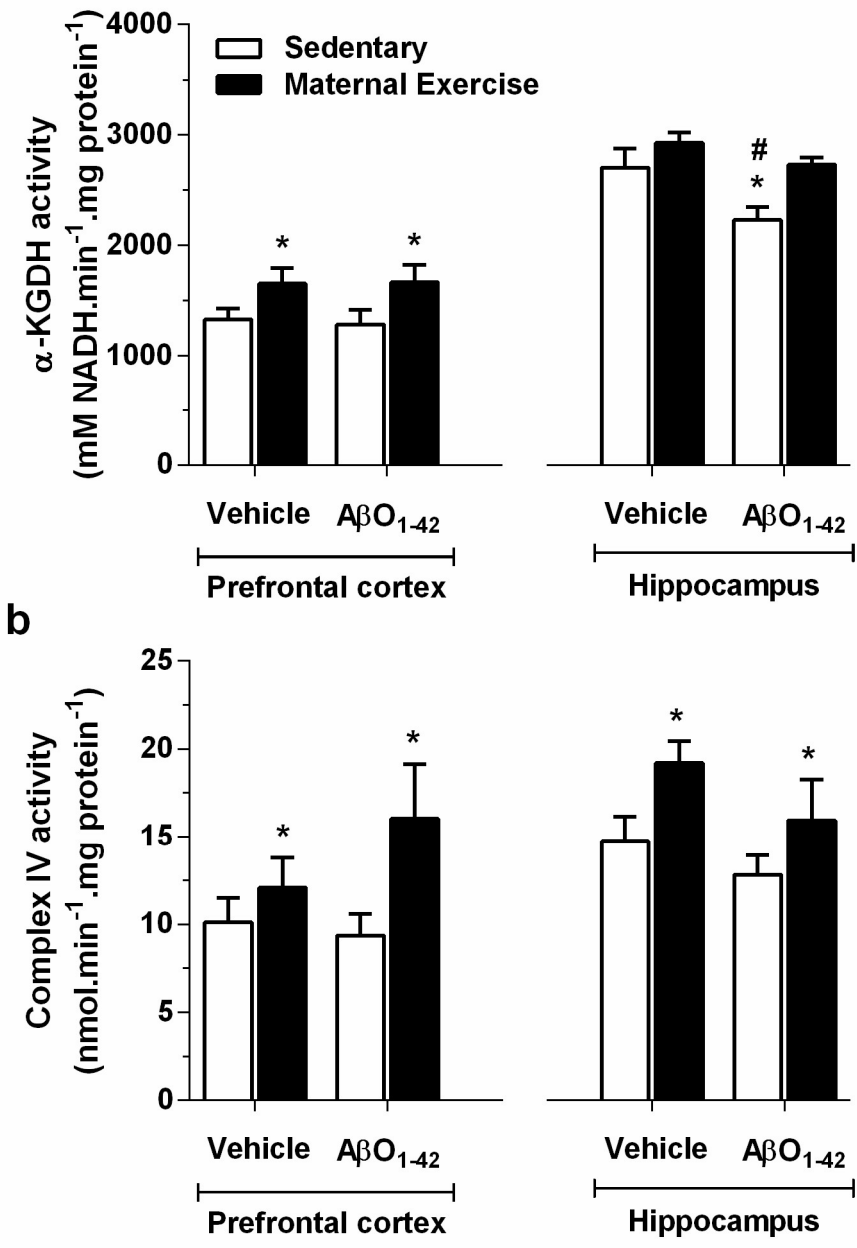 4000
3000
2000
1000
0
α-KGDH activity
(mM NADH.min⁻¹.mg protein⁻¹)
Sedentary
Maternal Exercise
*
*
#
*
Vehicle
AβO₁₋₄₂
Vehicle
AβO₁₋₄₂
Prefrontal cortex
Hippocampus
b
25
20
15
10
5
0
Complex IV activity
(nmol.min⁻¹.mg protein⁻¹)
*
*
*
*
Vehicle
AβO₁₋₄₂
Vehicle
AβO₁₋₄₂
Prefrontal cortex
Hippocampus